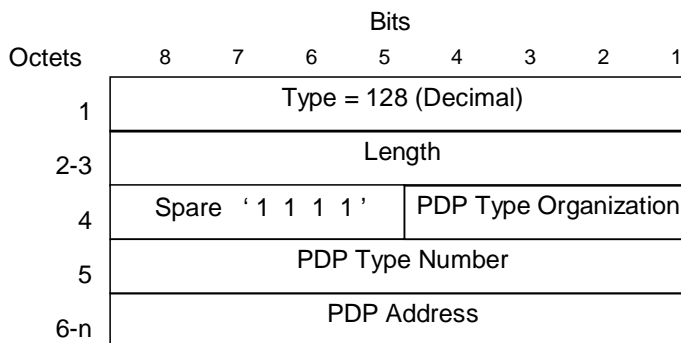 Bits
Octets 8 7 6 5 4 3 2 1
1 Type = 128 (Decimal)
2-3 Length
4 Spare ‘ 1 1 1 1 ’ PDP Type Organization
5 PDP Type Number
6-n PDP Address